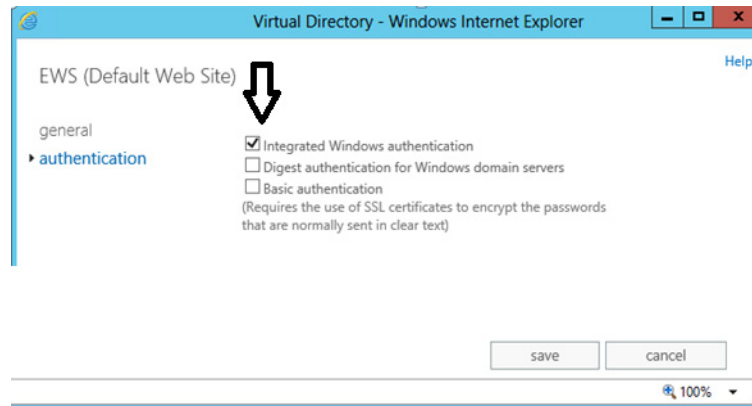 Virtual Directory - Windows Internet Explorer
Help
EWS (Default Web Site)
general
authentication
Integrated Windows authentication
Digest authentication for Windows domain servers
Basic authentication
(Requires the use of SSL certificates to encrypt the passwords
that are normally sent in clear text)
save
cancel
100%